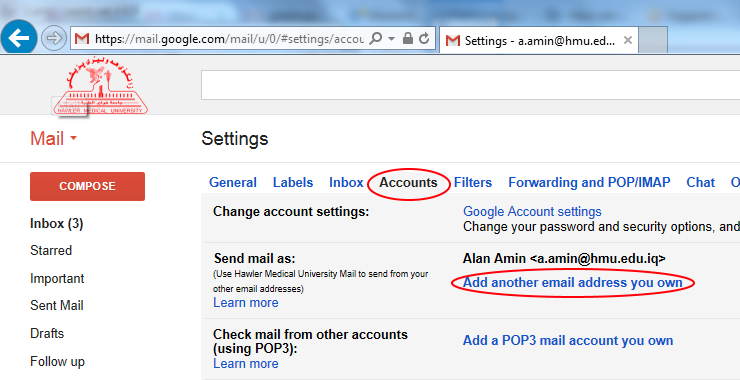 https://mail.google.com/mail/u/0/#settings/accou
Settings - a.amin@hmu.ed...
HAWLER MEDICAL UNIVERSITY
Mail
Settings
COMPOSE
General Labels Inbox Accounts Filters Forwarding and POP/IMAP Chat O
Inbox (3)
Starred
Important
Sent Mail
Drafts
Follow up
Change account settings:
Google Account settings
Change your password and security options, and
Send mail as:
(Use Hawler Medical University Mail to send from your
other email addresses)
Learn more
Alan Amin <a.amin@hmu.edu.iq>
Add another email address you own
Check mail from other accounts
(using POP3):
Learn more
Add a POP3 mail account you own